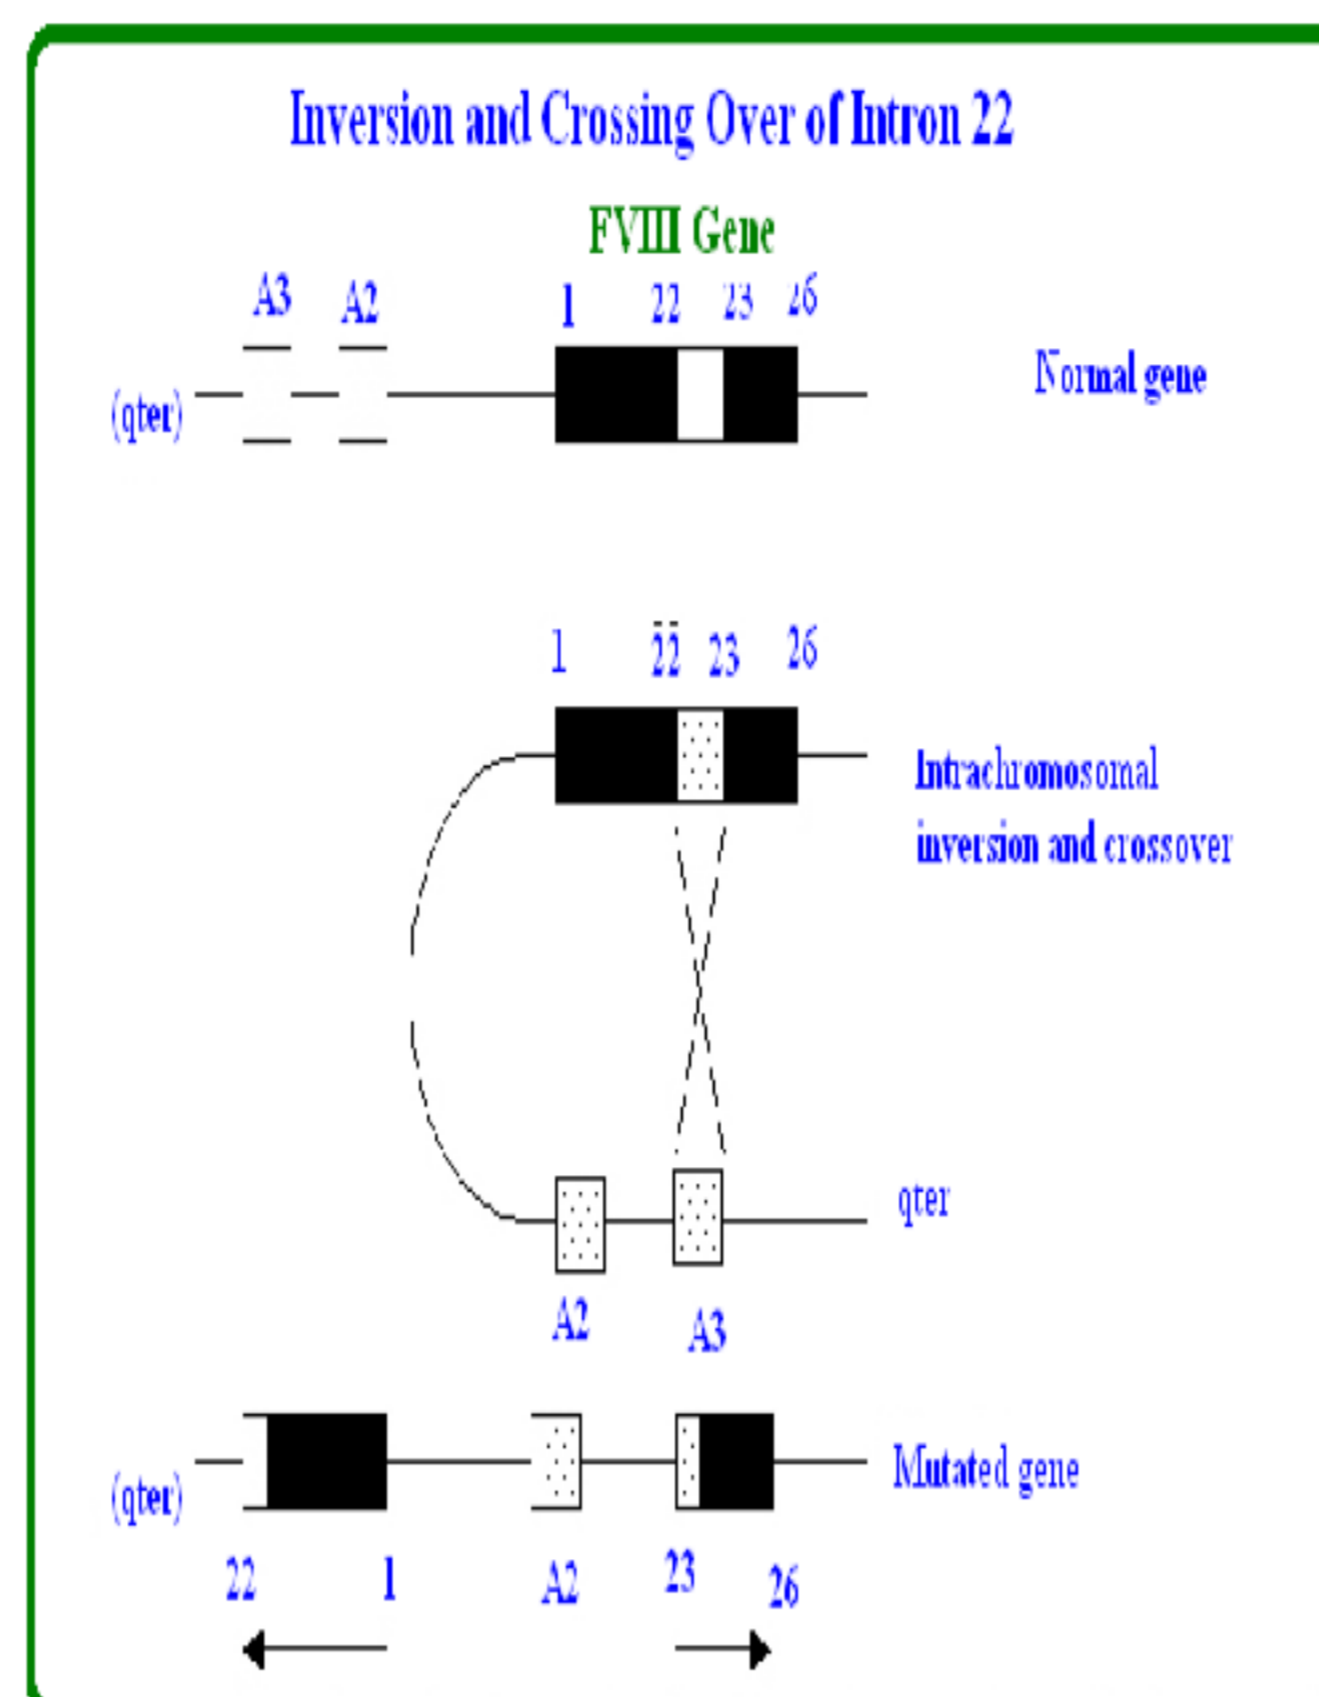 Inversion and Crossing Over of Intron 22
FVIII Gene
A3 A2 1 22 23 26
(qter)
Normal gene
1 22 23 26
Intrachromosomal
inversion and crossover
qter
A2 A3
(qter)
Mutated gene
22 1 A2 23 26